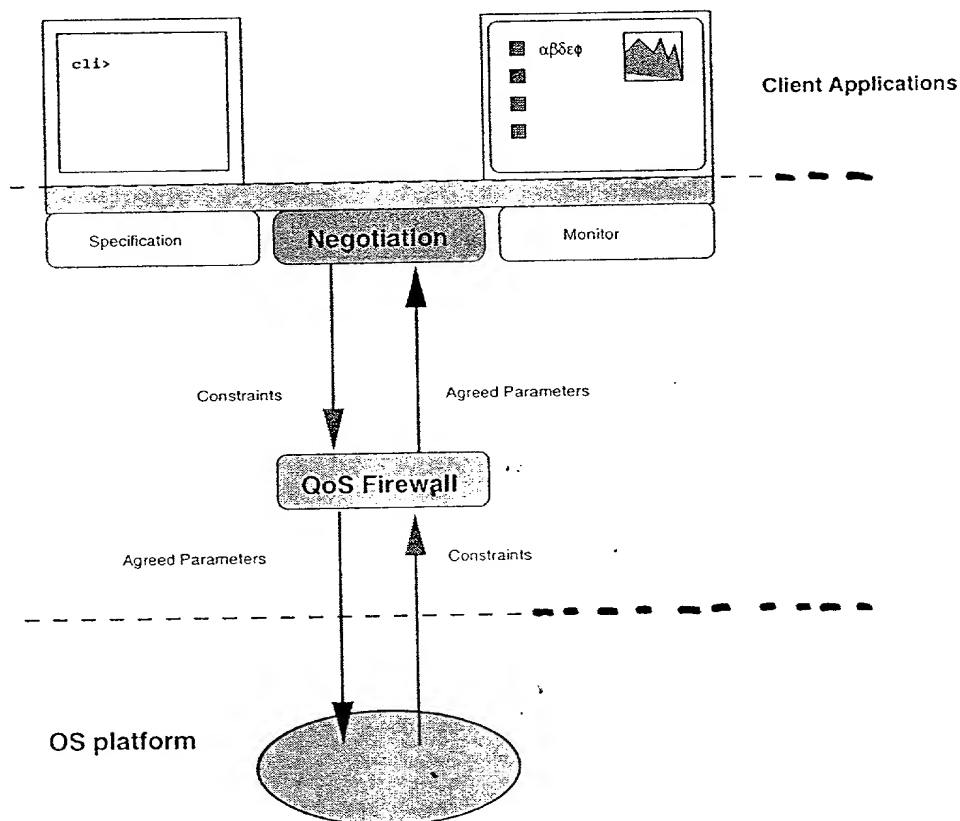 cli>
αβδεφ
Client Applications
Specification
Negotiation
Monitor
Constraints
Agreed Parameters
QoS Firewall
Agreed Parameters
Constraints
OS platform